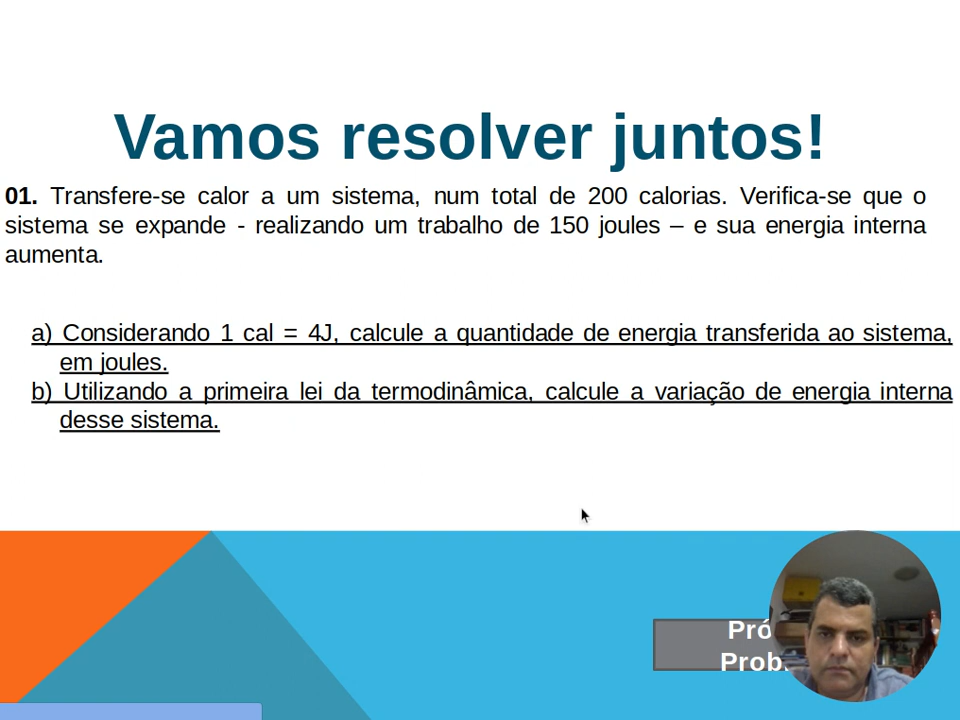 Vamos resolver juntos!
01. Transfere-se calor a um sistema, num total de 200 calorias. Verifica-se que o
sistema se expande - realizando um trabalho de 150 joules – e sua energia interna
aumenta.
a) Considerando 1 cal = 4J, calcule a quantidade de energia transferida ao sistema,
em joules.
b) Utilizando a primeira lei da termodinâmica, calcule a variação de energia interna
desse sistema.